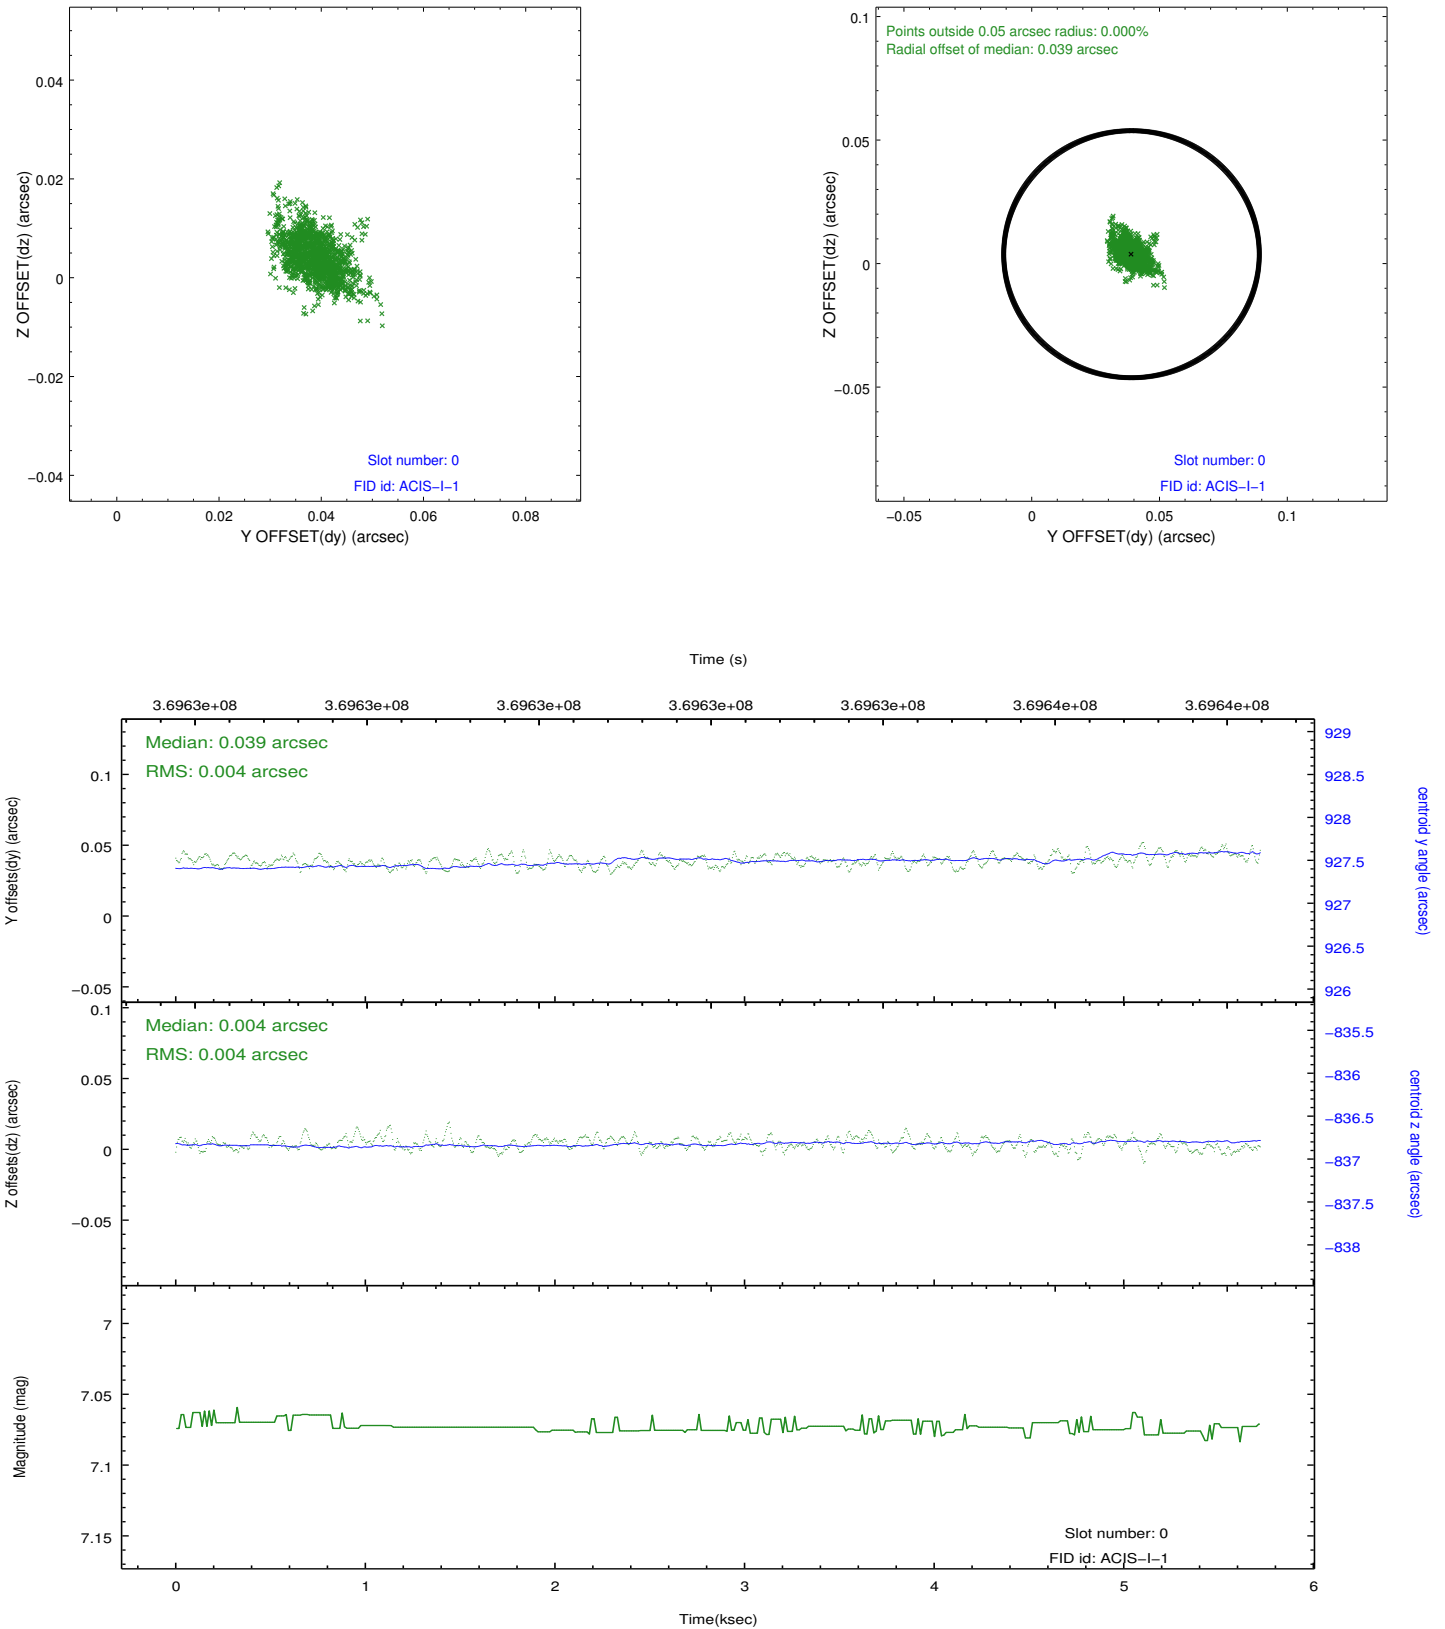 0.04
0.02
0
−0.02
−0.04
Z OFFSET(dz) (arcsec)
Slot number: 0
FID id: ACIS−I−1
0
0.02
0.04
0.06
0.08
Y OFFSET(dy) (arcsec)
Points outside 0.05 arcsec radius: 0.000%
Radial offset of median: 0.039 arcsec
0.1
0.05
0
−0.05
Z OFFSET(dz) (arcsec)
Slot number: 0
FID id: ACIS−I−1
−0.05
0
0.05
0.1
Y OFFSET(dy) (arcsec)
Time (s)
3.6963e+08
3.6963e+08
3.6963e+08
3.6963e+08
3.6963e+08
3.6964e+08
3.6964e+08
Median: 0.039 arcsec
RMS: 0.004 arcsec
0.1
0.05
0
−0.05
Y offsets(dy) (arcsec)
929
928.5
928
927.5
927
926.5
926
centroid y angle (arcsec)
Median: 0.004 arcsec
RMS: 0.004 arcsec
0.1
0.05
0
−0.05
Z offsets(dz) (arcsec)
−835.5
−836
−836.5
−837
−837.5
−838
centroid z angle (arcsec)
7
7.05
7.1
7.15
Magnitude (mag)
Slot number: 0
FID id: ACIS−I−1
0
1
2
3
4
5
6
Time(ksec)